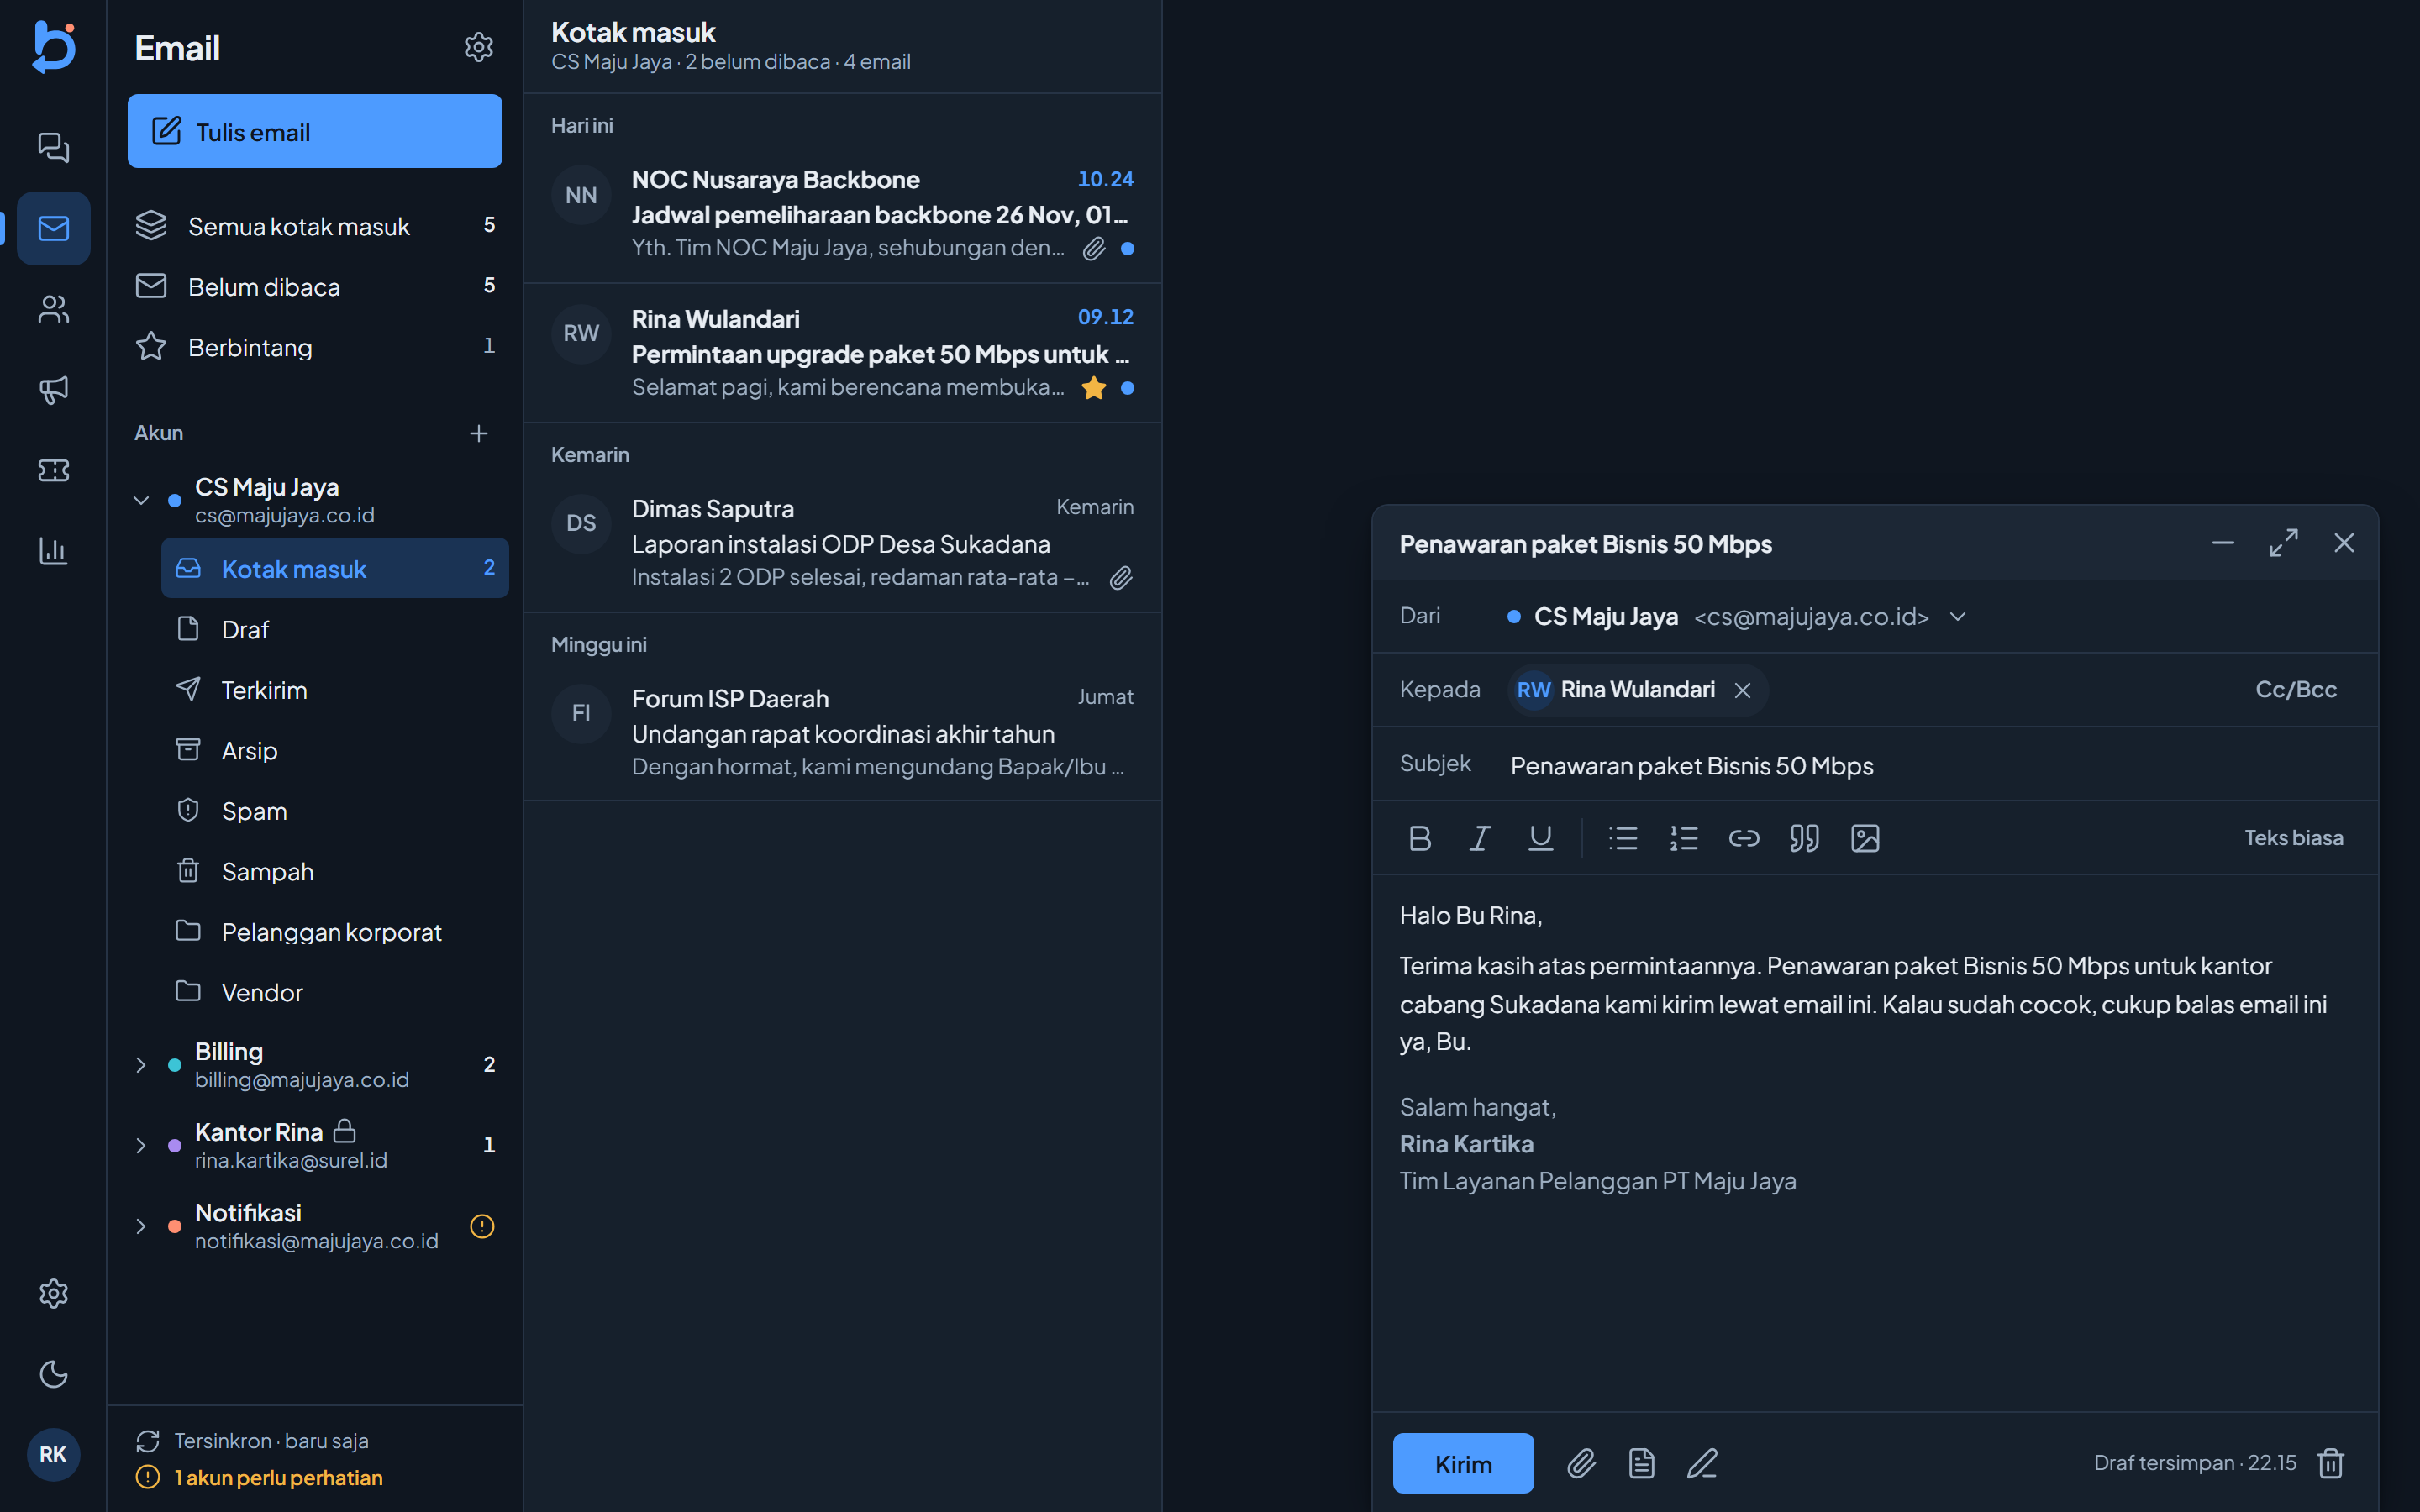 Email
Tulis email
Semua kotak masuk 5
Belum dibaca 5
Berbintang 1
Akun
CS Maju Jaya
cs@majujaya.co.id
Kotak masuk 2
Draf
Terkirim
Arsip
Spam
Sampah
Pelanggan korporat
Vendor
Billing 2
billing@majujaya.co.id
Kantor Rina 1
rina.kartika@surel.id
Notifikasi
notifikasi@majujaya.co.id
RK
Tersinkron · baru saja
1 akun perlu perhatian
Kotak masuk
CS Maju Jaya · 2 belum dibaca · 4 email
Hari ini
NN
NOC Nusaraya Backbone 10.24
Jadwal pemeliharaan backbone 26 Nov, 01…
Yth. Tim NOC Maju Jaya, sehubungan den…
RW
Rina Wulandari 09.12
Permintaan upgrade paket 50 Mbps untuk …
Selamat pagi, kami berencana membuka…
Kemarin
DS
Dimas Saputra Kemarin
Laporan instalasi ODP Desa Sukadana
Instalasi 2 ODP selesai, redaman rata-rata –…
Minggu ini
FI
Forum ISP Daerah Jumat
Undangan rapat koordinasi akhir tahun
Dengan hormat, kami mengundang Bapak/Ibu …
Penawaran paket Bisnis 50 Mbps
Dari CS Maju Jaya <cs@majujaya.co.id>
Kepada RW Rina Wulandari Cc/Bcc
Subjek Penawaran paket Bisnis 50 Mbps
Teks biasa
Halo Bu Rina,
Terima kasih atas permintaannya. Penawaran paket Bisnis 50 Mbps untuk kantor
cabang Sukadana kami kirim lewat email ini. Kalau sudah cocok, cukup balas email ini
ya, Bu.
Salam hangat,
Rina Kartika
Tim Layanan Pelanggan PT Maju Jaya
Kirim
Draf tersimpan · 22.15